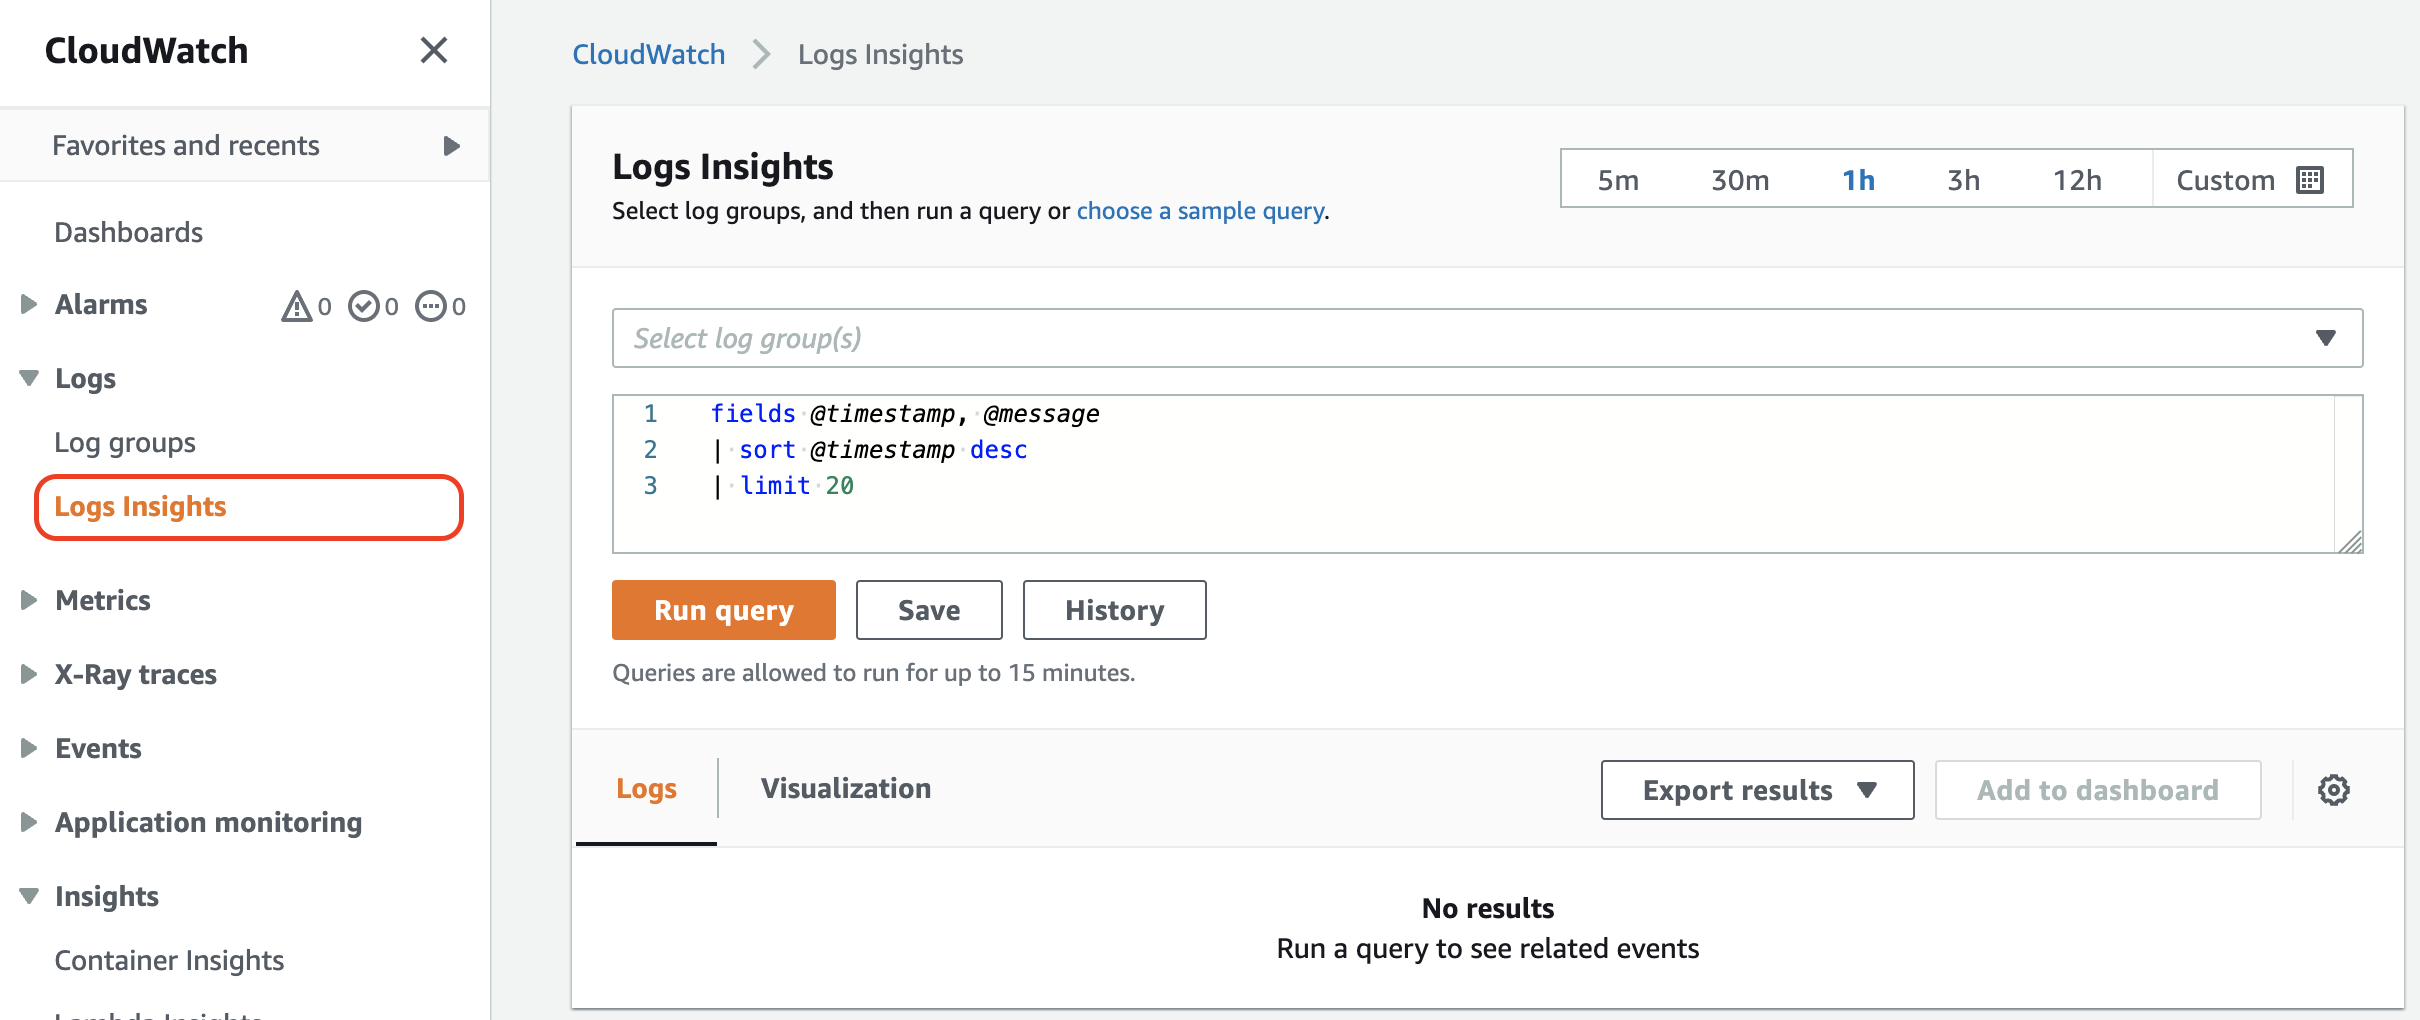 CloudWatch
Favorites and recents
Dashboards
Alarms 0 0 0
Logs
Log groups
Logs Insights
Metrics
X-Ray traces
Events
Application monitoring
Insights
Container Insights
Lambda Insights
CloudWatch > Logs Insights
Logs Insights
Select log groups, and then run a query or choose a sample query.
5m 30m 1h 3h 12h Custom
Select log group(s)
1 fields @timestamp, @message
2 | sort @timestamp desc
3 | limit 20
Run query Save History
Queries are allowed to run for up to 15 minutes.
Logs Visualization Export results Add to dashboard
No results
Run a query to see related events